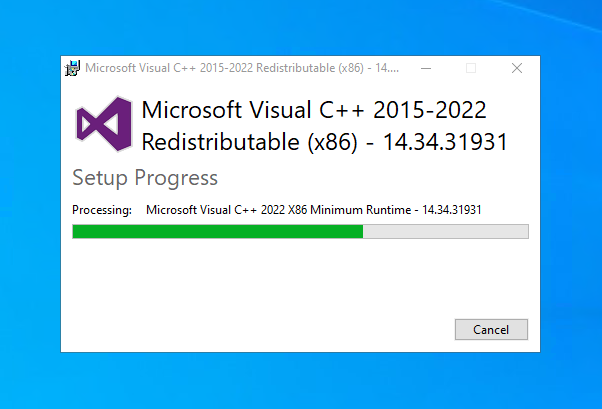 Microsoft Visual C++ 2015-2022 Redistributable (x86) - 14....
Microsoft Visual C++ 2015-2022
Redistributable (x86) - 14.34.31931
Setup Progress
Processing: Microsoft Visual C++ 2022 X86 Minimum Runtime - 14.34.31931
Cancel